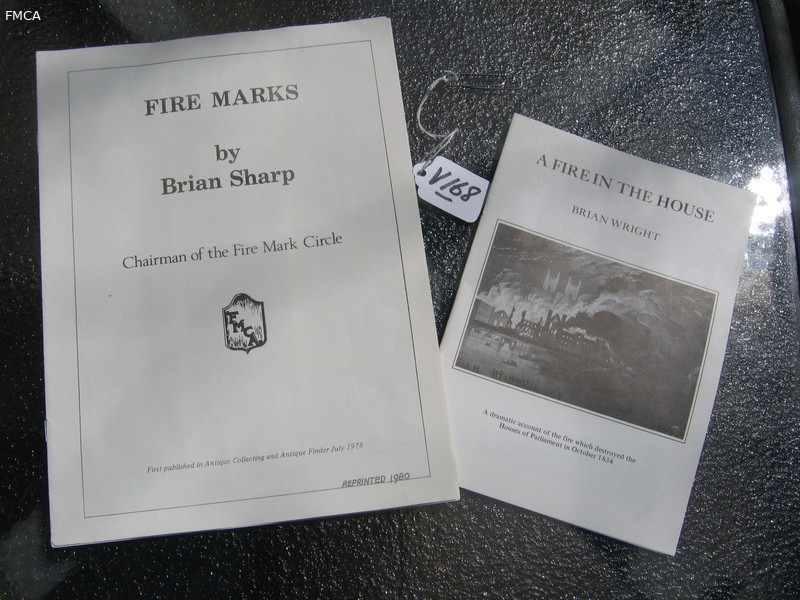 FMCA
FIRE MARKS
by
Brian Sharp
Chairman of the Fire Mark Circle
FMCA
First published in Antique Collecting and Antique Finder July 1978
REPRINTED 1980
V168
A FIRE IN THE HOUSE
BRIAN WRIGHT
A dramatic account of the fire which destroyed the
Houses of Parliament in October 1834